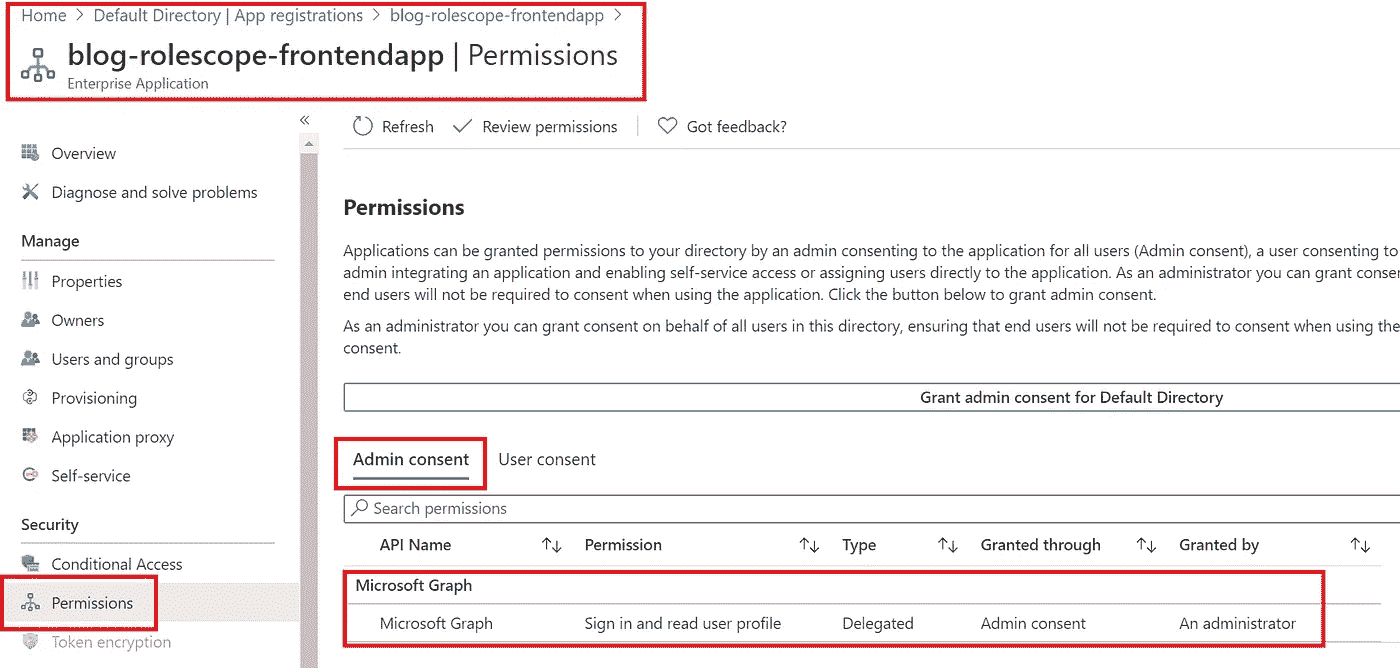 Home > Default Directory | App registrations > blog-rolescope-frontendapp >
blog-rolescope-frontendapp | Permissions
Enterprise Application
«
Refresh Review permissions Got feedback?
Overview
Diagnose and solve problems
Manage
Properties
Owners
Users and groups
Provisioning
Application proxy
Self-service
Security
Conditional Access
Permissions
Token encryption
Permissions
Applications can be granted permissions to your directory by an admin consenting to the application for all users (Admin consent), a user consenting to
admin integrating an application and enabling self-service access or assigning users directly to the application. As an administrator you can grant conse
end users will not be required to consent when using the application. Click the button below to grant admin consent.
As an administrator you can grant consent on behalf of all users in this directory, ensuring that end users will not be required to consent when using the
consent.
Grant admin consent for Default Directory
Admin consent User consent
Search permissions
API Name ↑↓ Permission ↑↓ Type ↑↓ Granted through ↑↓ Granted by ↑↓
Microsoft Graph
Microsoft Graph Sign in and read user profile Delegated Admin consent An administrator